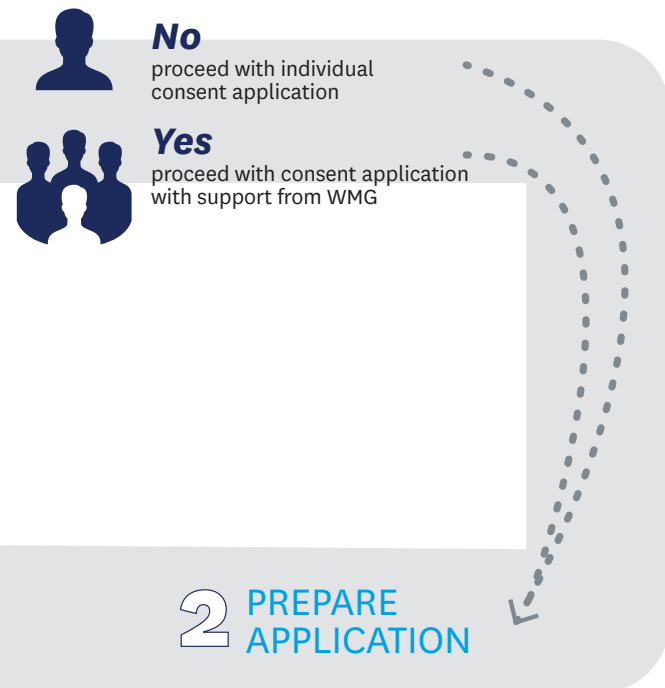 No
proceed with individual
consent application
Yes
proceed with consent application
with support from WMG
2 PREPARE
APPLICATION